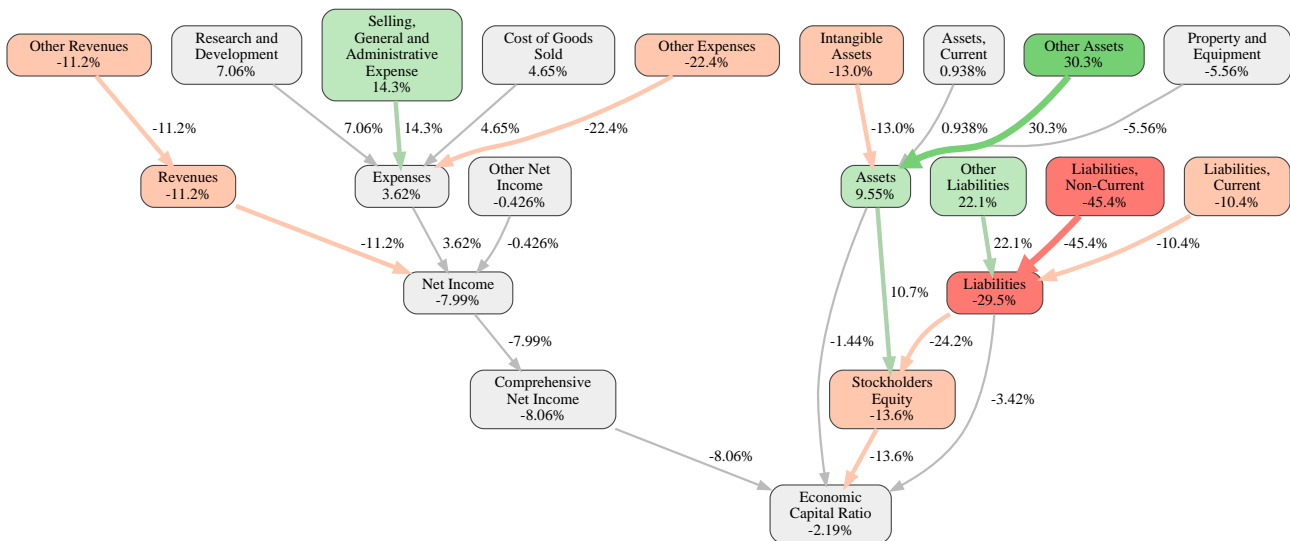 Other Revenues
-11.2%
Research and
Development
7.06%
Selling,
General and
Administrative
Expense
14.3%
Cost of Goods
Sold
4.65%
Other Expenses
-22.4%
Intangible
Assets
-13.0%
Assets,
Current
0.938%
Other Assets
30.3%
Property and
Equipment
-5.56%
-11.2%
7.06%
14.3%
4.65%
-22.4%
-13.0%
0.938%
30.3%
-5.56%
Revenues
-11.2%
Expenses
3.62%
Other Net
Income
-0.426%
Assets
9.55%
Other
Liabilities
22.1%
Liabilities,
Non-Current
-45.4%
Liabilities,
Current
-10.4%
-11.2%
3.62%
-0.426%
22.1%
-45.4%
-10.4%
Net Income
-7.99%
10.7%
Liabilities
-29.5%
-7.99%
-1.44%
-24.2%
Comprehensive
Net Income
-8.06%
Stockholders
Equity
-13.6%
-3.42%
-8.06%
-13.6%
Economic
Capital Ratio
-2.19%